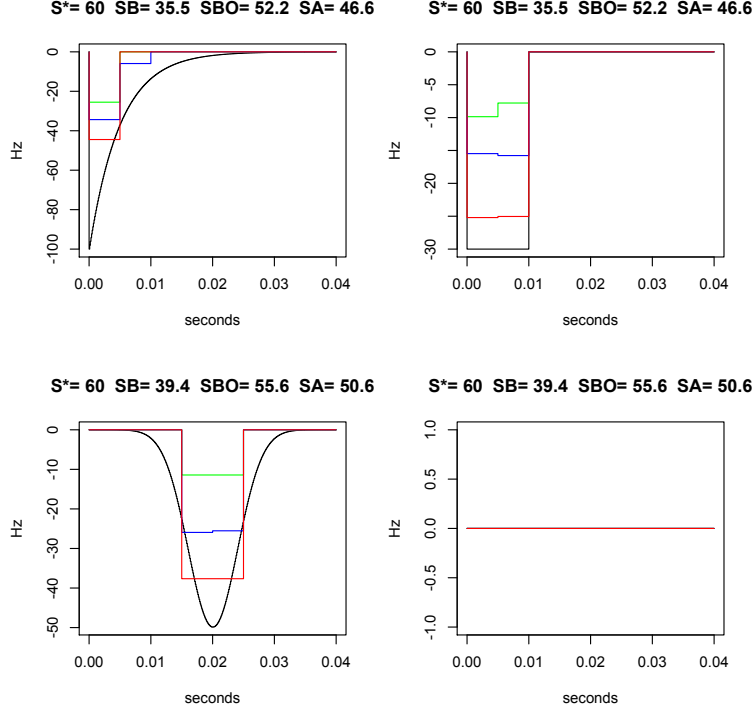 S*= 60 SB= 35.5 SBO= 52.2 SA= 46.6
0
-20
-40
-60
-80
-100
Hz
0.00 0.01 0.02 0.03 0.04
seconds
S*= 60 SB= 35.5 SBO= 52.2 SA= 46.6
0
-5
-10
-20
-30
Hz
0.00 0.01 0.02 0.03 0.04
seconds
S*= 60 SB= 39.4 SBO= 55.6 SA= 50.6
0
-10
-20
-30
-40
-50
Hz
0.00 0.01 0.02 0.03 0.04
seconds
S*= 60 SB= 39.4 SBO= 55.6 SA= 50.6
1.0
0.5
0.0
-0.5
-1.0
Hz
0.00 0.01 0.02 0.03 0.04
seconds